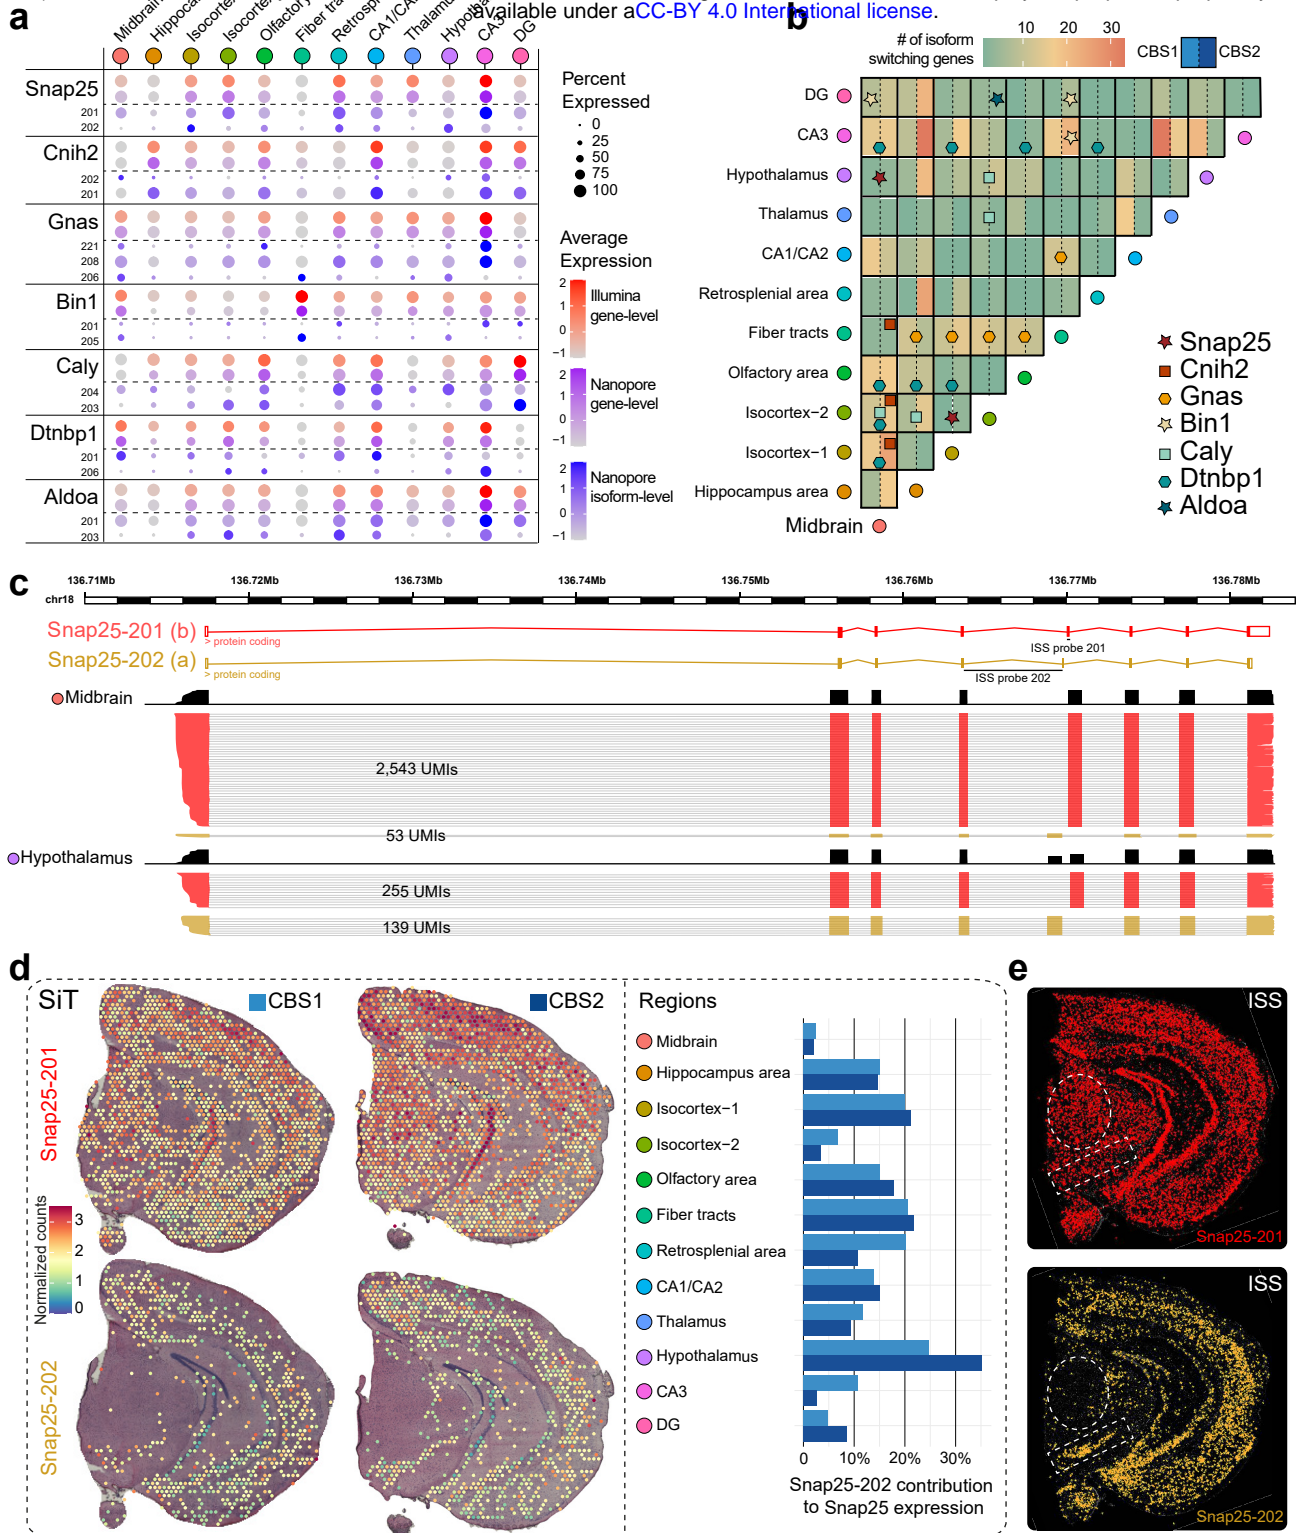 available under aCC-BY 4.0 International license.
a
Midbrain
Isocortex
Olfactory
Fiber tra
CA1/CA2
Thalamus
CA3
DG
Snap25
201
202
Cnih2
202
201
Gnas
221
208
206
Bin1
201
205
Caly
204
203
Dtnbp1
201
206
Aldoa
201
203
Percent
Expressed
0
25
50
75
100
Average
Expression
2
1
0
−1
Illumina
gene-level
2
1
0
−1
Nanopore
gene-level
2
1
0
−1
Nanopore
isoform-level
b
# of isoform
switching genes
10 20 30
CBS1 CBS2
DG
CA3
Hypothalamus
Thalamus
CA1/CA2
Retrosplenial area
Fiber tracts
Olfactory area
Isocortex−2
Isocortex−1
Hippocampus area
Midbrain
Snap25
Cnih2
Gnas
Bin1
Caly
Dtnbp1
Aldoa
c
136.71Mb 136.72Mb 136.73Mb 136.74Mb 136.75Mb 136.76Mb 136.77Mb 136.78Mb
chr18
Snap25-201 (b)
> protein coding
ISS probe 201
Snap25-202 (a)
> protein coding
ISS probe 202
Midbrain
2,543 UMIs
53 UMIs
Hypothalamus
255 UMIs
139 UMIs
d
SiT
CBS1
CBS2
Snap25-201
Normalized counts
3
2
1
0
Snap25-202
Regions
Midbrain
Hippocampus area
Isocortex−1
Isocortex−2
Olfactory area
Fiber tracts
Retrosplenial area
CA1/CA2
Thalamus
Hypothalamus
CA3
DG
0 10% 20% 30%
Snap25-202 contribution
to Snap25 expression
e
ISS
Snap25-201
ISS
Snap25-202